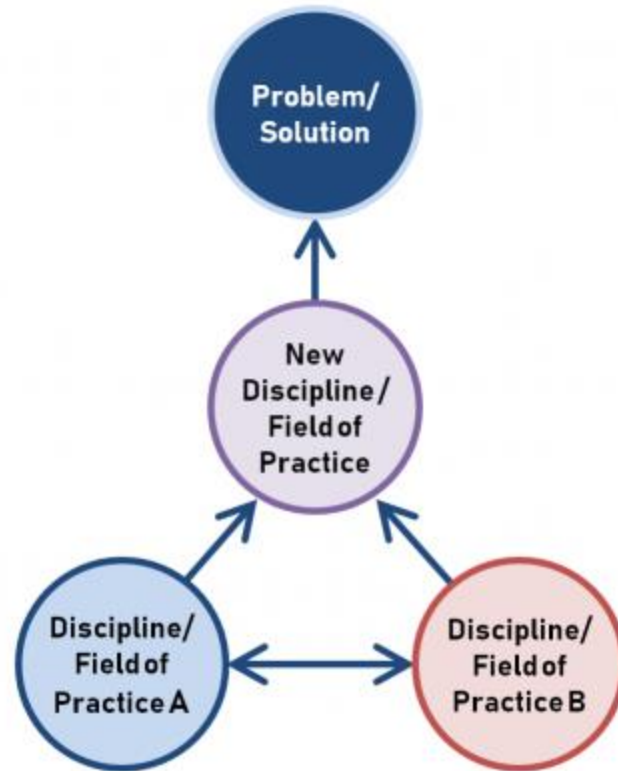 Problem/
Solution
New
Discipline/
Field of
Practice
Discipline/
Field of
Practice A
Discipline/
Field of
Practice B